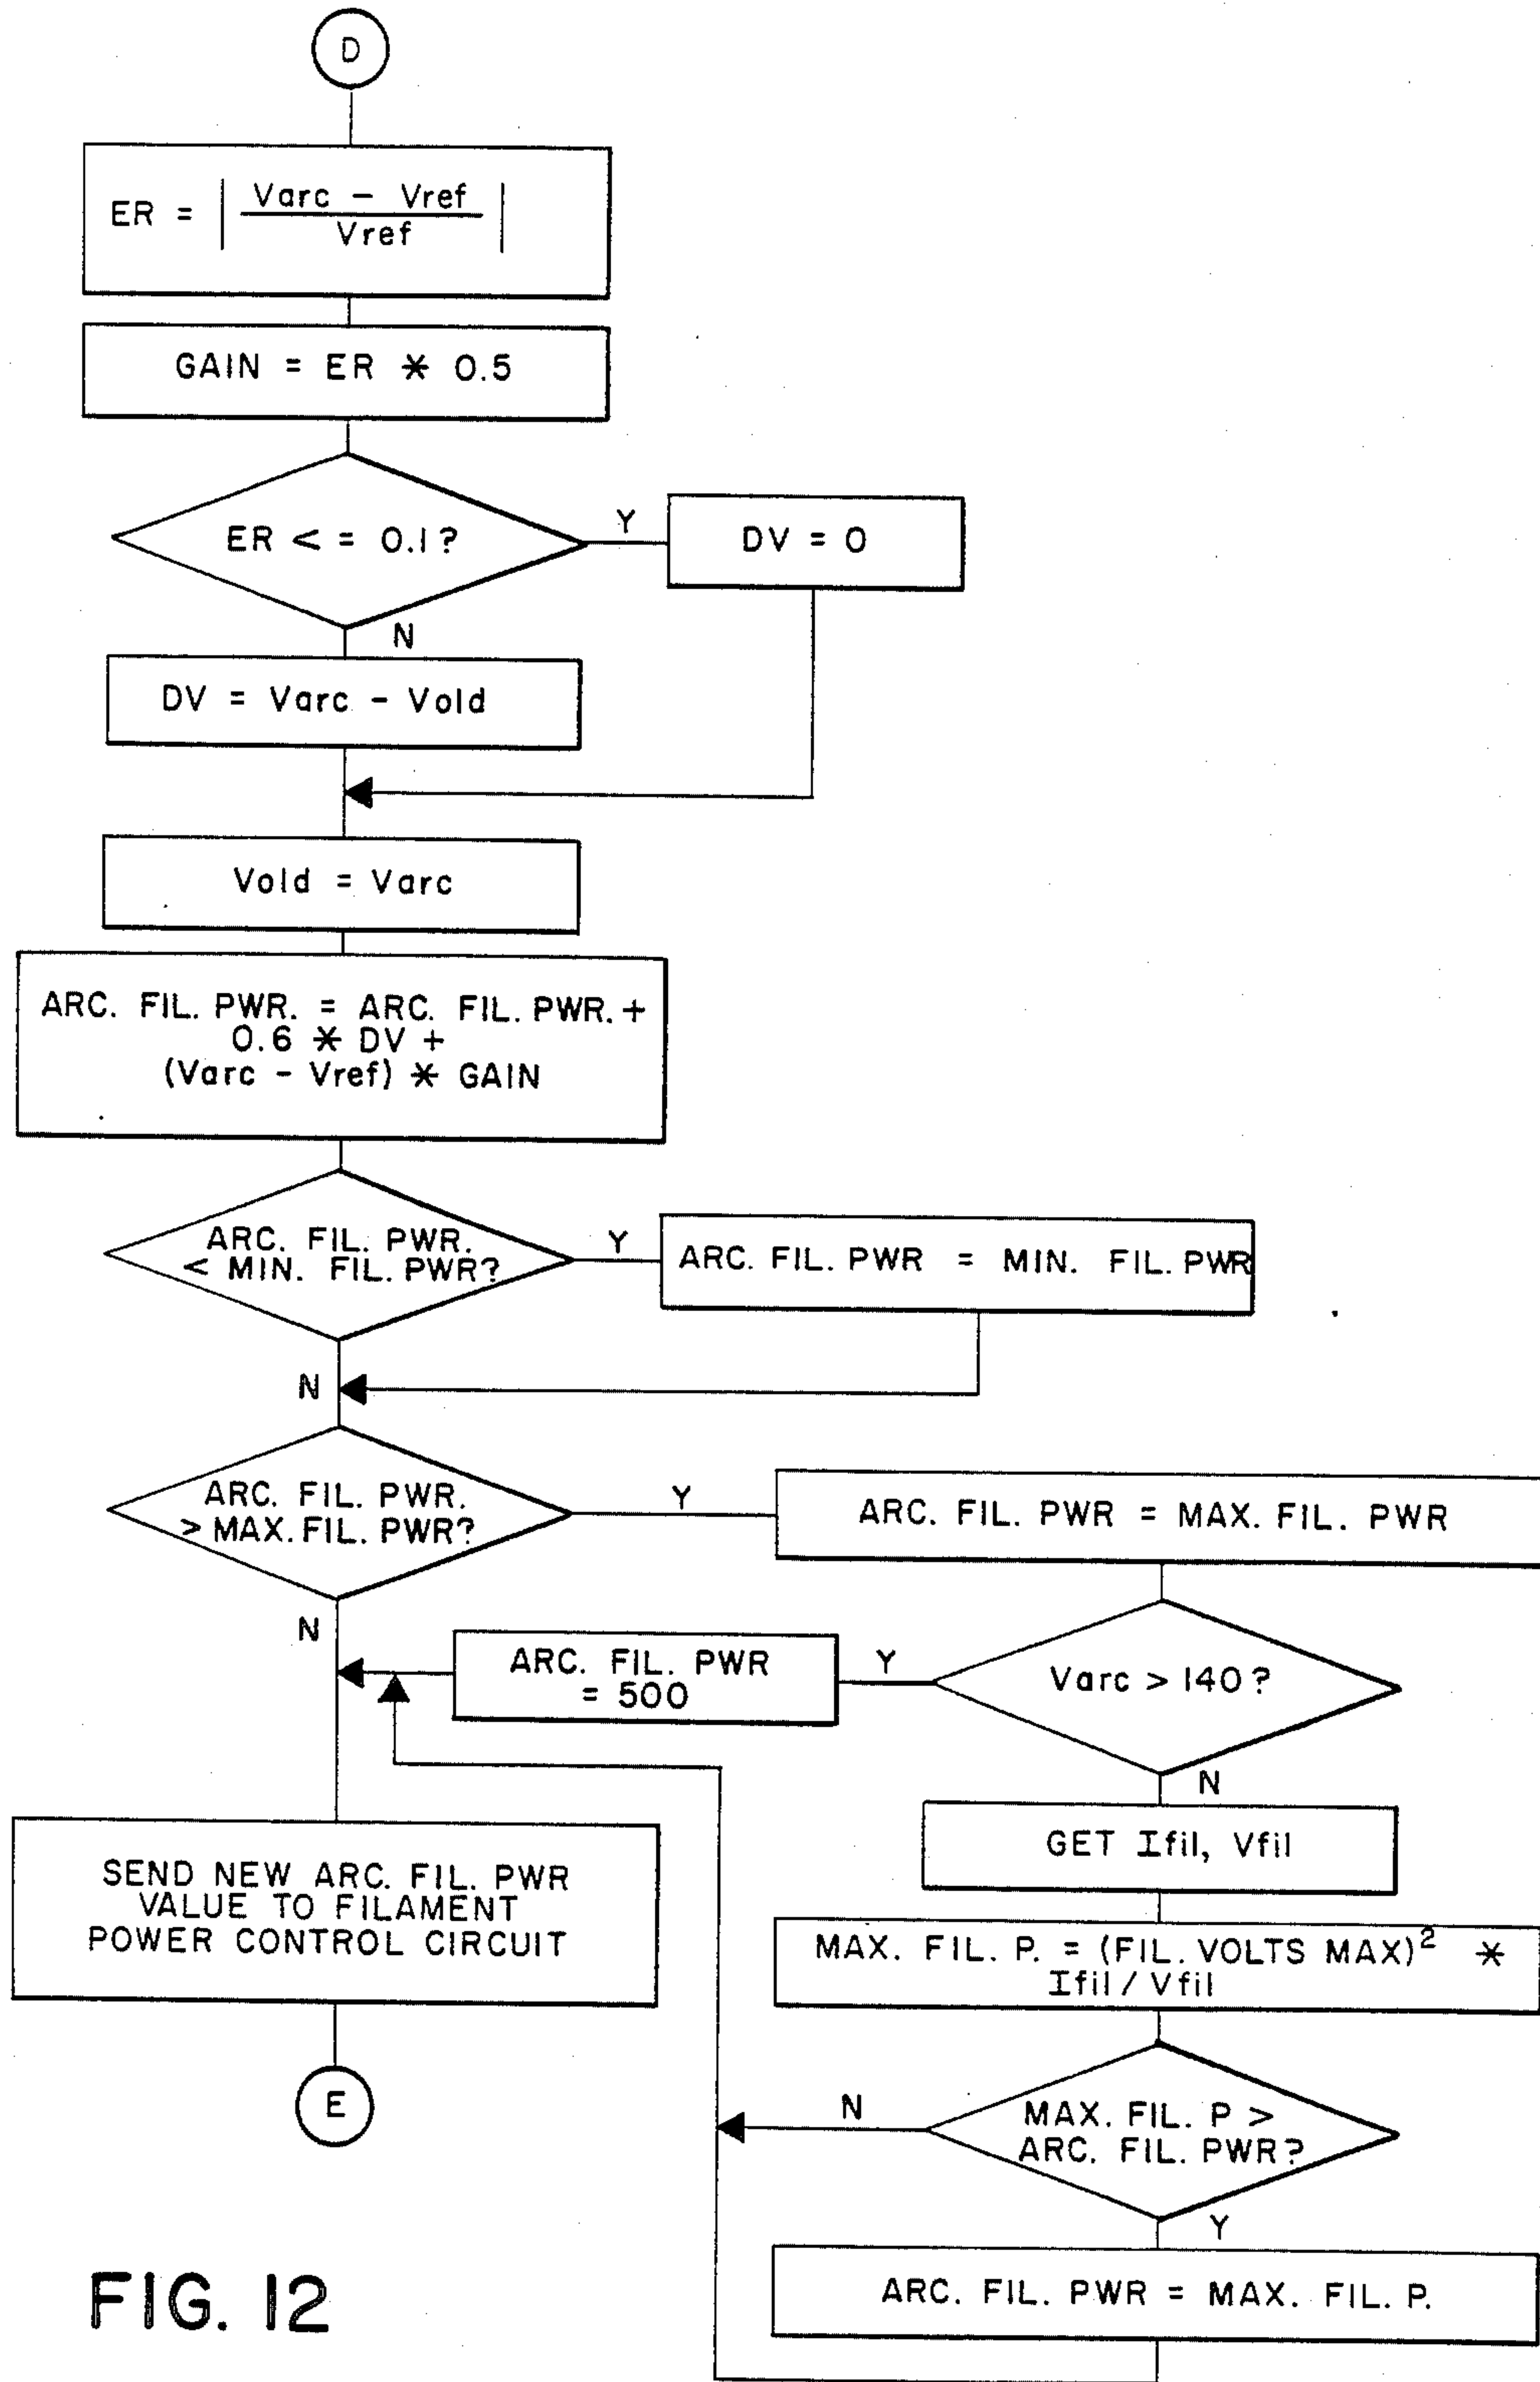 D
ER = | Varc - Vref
Vref |
GAIN = ER * 0.5
ER < = 0.1?
Y
DV = 0
N
DV = Varc - Vold
Vold = Varc
ARC. FIL. PWR. = ARC. FIL. PWR. +
0.6 * DV +
(Varc - Vref) * GAIN
ARC. FIL. PWR.
< MIN. FIL. PWR?
Y
ARC. FIL. PWR = MIN. FIL. PWR
N
ARC. FIL. PWR.
> MAX. FIL. PWR?
Y
ARC. FIL. PWR = MAX. FIL. PWR
N
ARC. FIL. PWR
= 500
Y
Varc > 140?
N
GET Ifil, Vfil
SEND NEW ARC. FIL. PWR
VALUE TO FILAMENT
POWER CONTROL CIRCUIT
MAX. FIL. P. = (FIL. VOLTS MAX)² *
Ifil / Vfil
E
N
MAX. FIL. P >
ARC. FIL. PWR?
Y
ARC. FIL. PWR = MAX. FIL. P.
FIG. 12